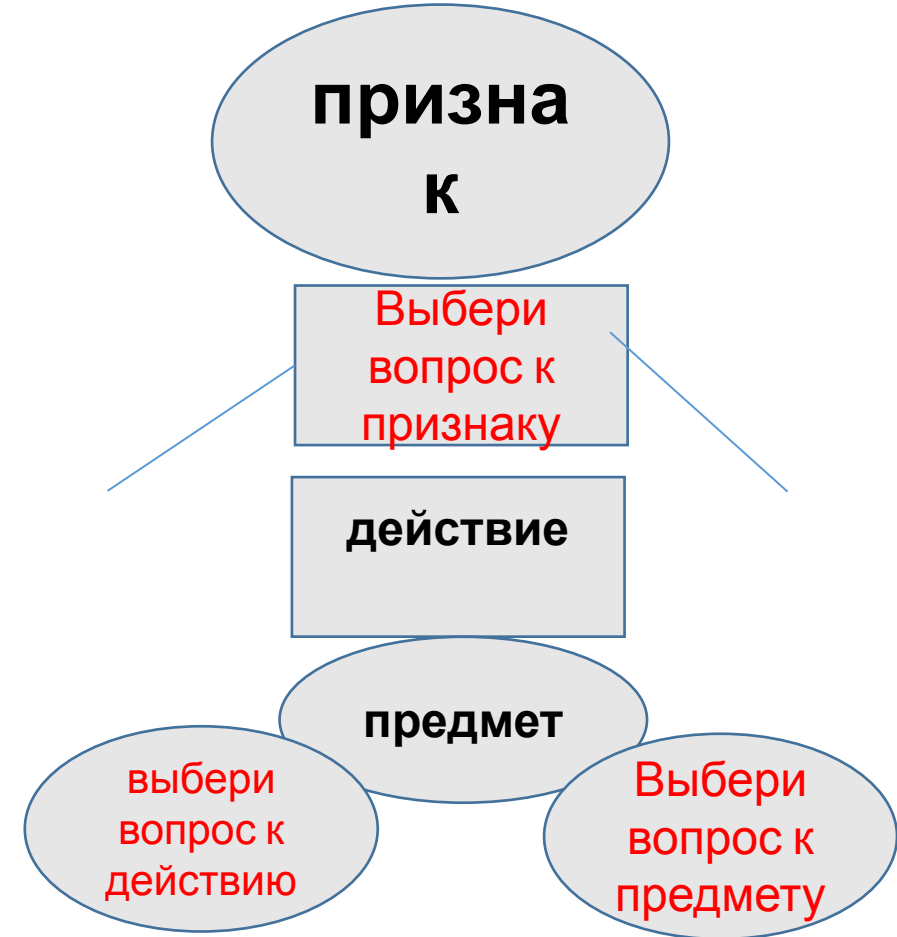 призна
к
Выбери
вопрос к
признаку
действие
предмет
выбери
вопрос к
действию
Выбери
вопрос к
предмету